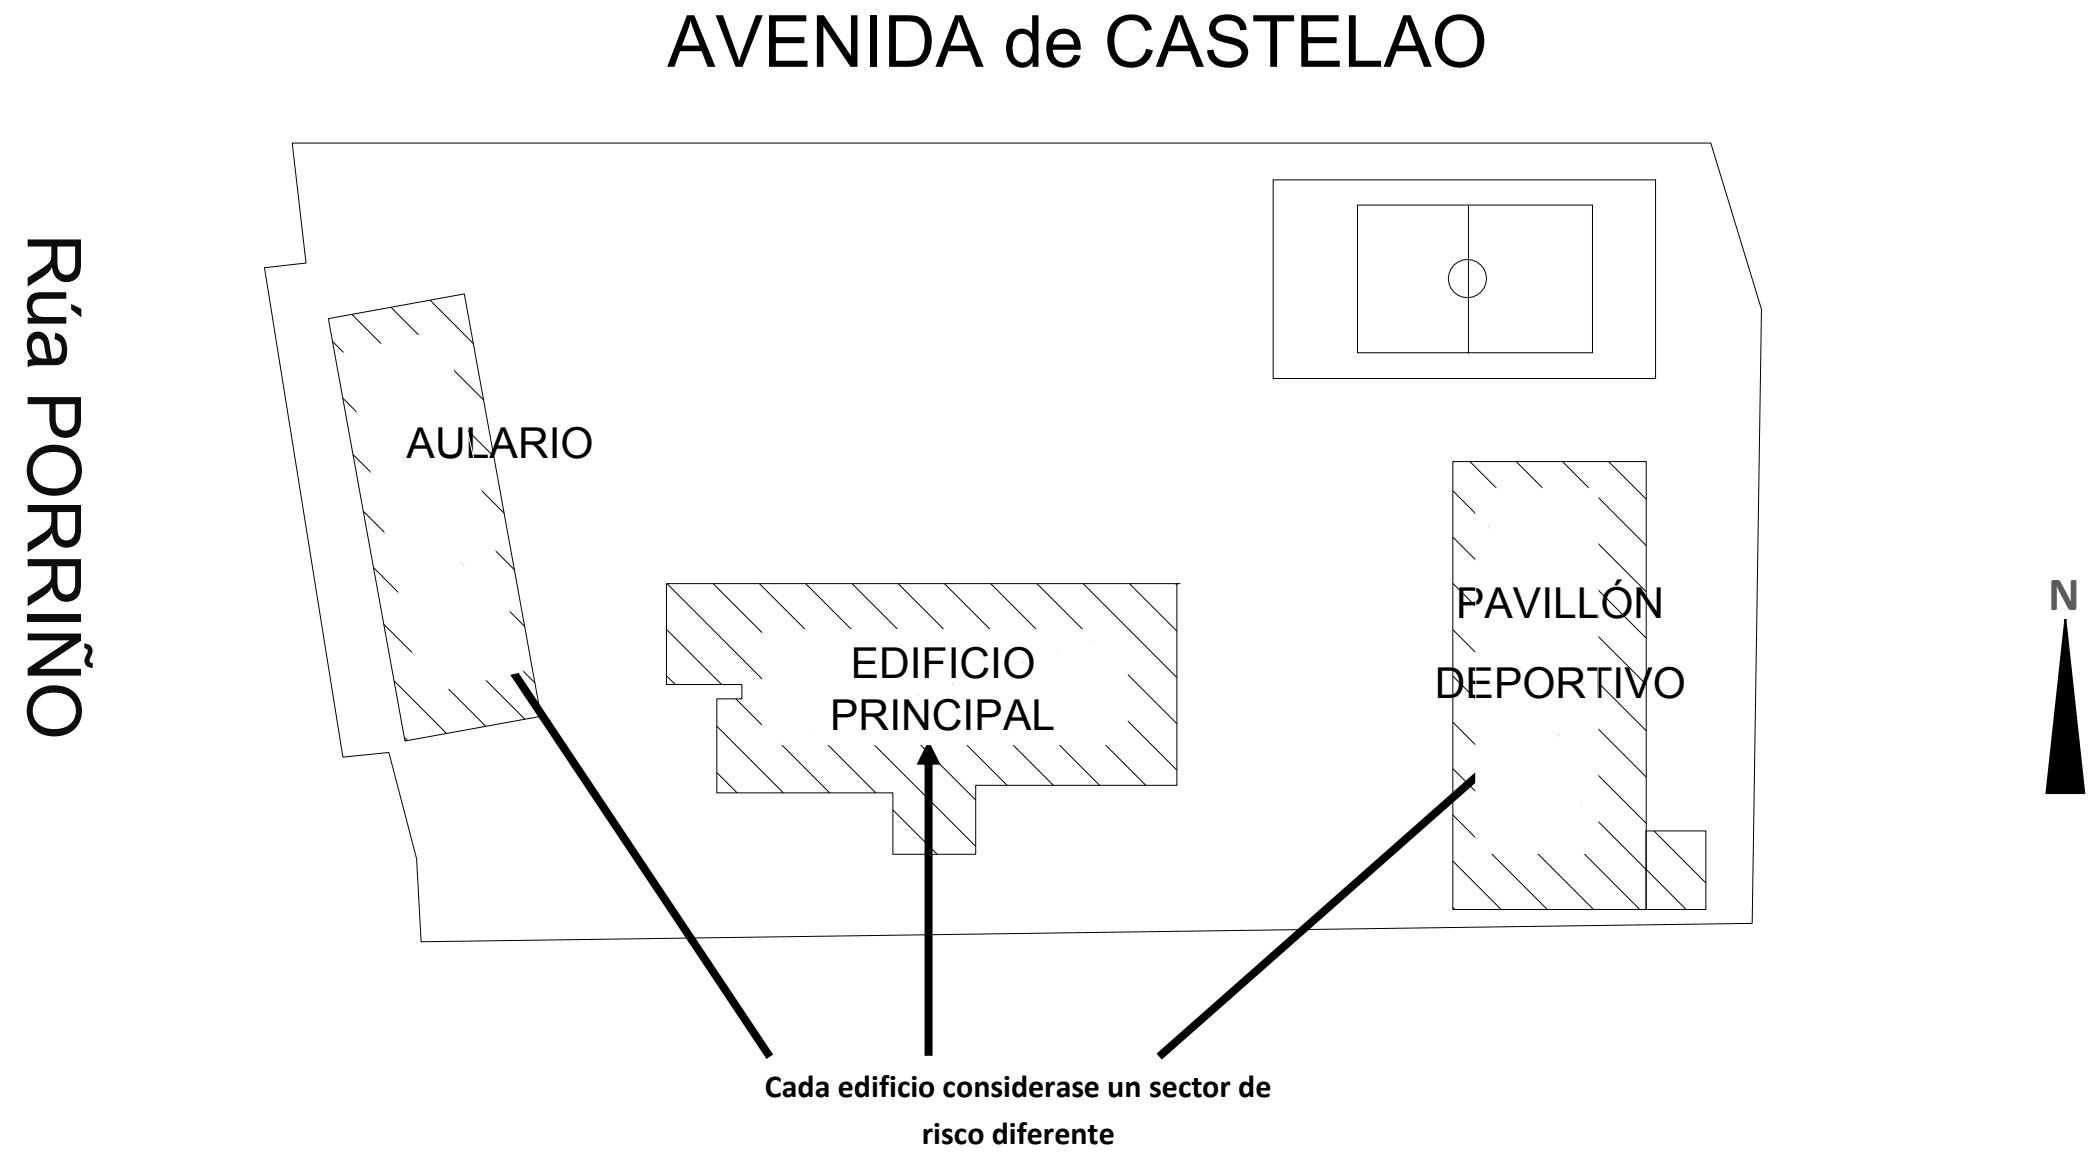 AVENIDA de CASTELAO
Rúa PORRIÑO
AULARIO
EDIFICIO
PRINCIPAL
PAVILLÓN
DEPORTIVO
N
Cada edificio considerase un sector de
risco diferente